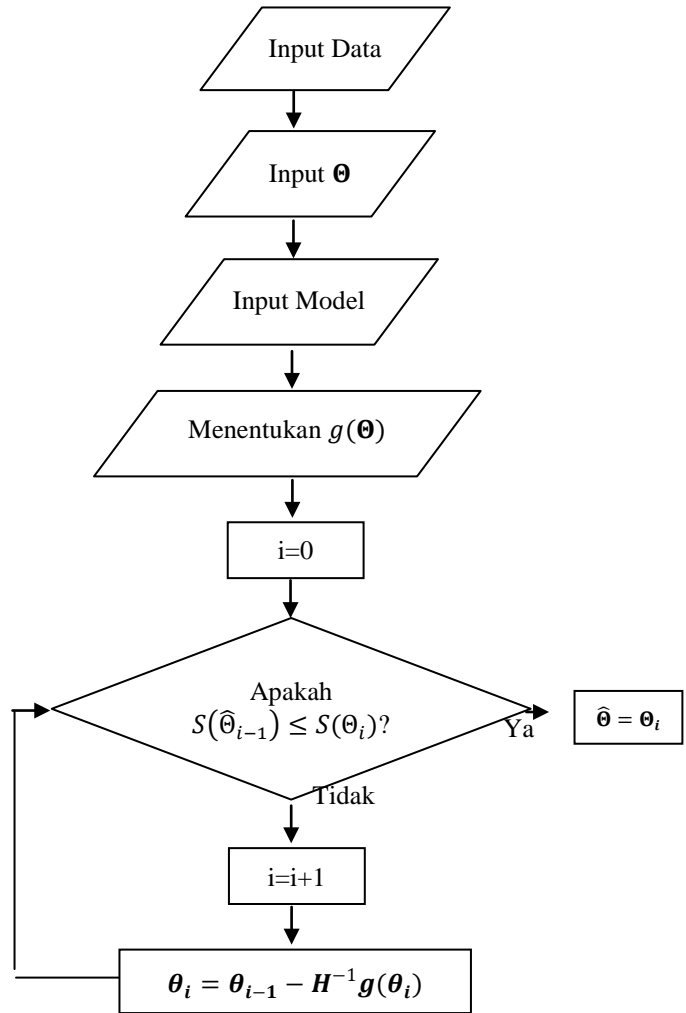 Input Data
Input 𝚯
Input Model
Menentukan g(𝚯)
i=0
Apakah
S(Θ̂ᵢ₋₁) ≤ S(Θᵢ)?
Ya
𝚯̂ = 𝚯ᵢ
Tidak
i=i+1
θᵢ = θᵢ₋₁ − H⁻¹g(θᵢ)